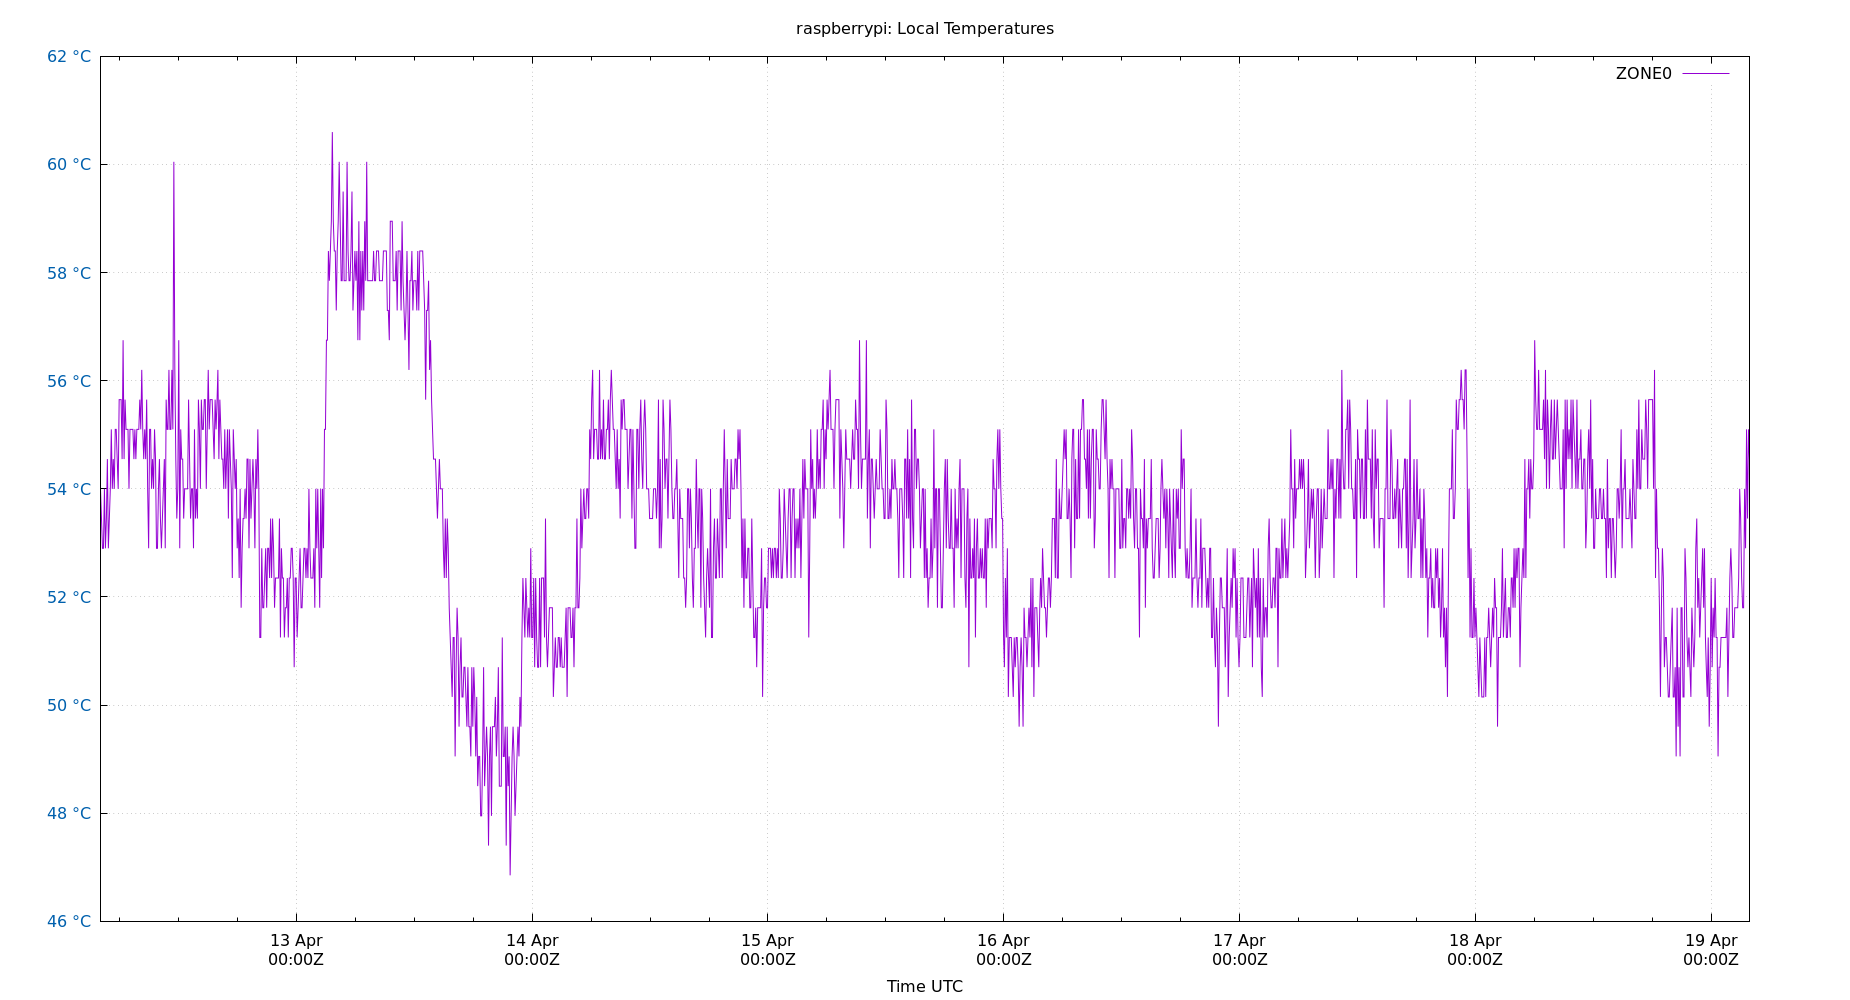 raspberrypi: Local Temperatures
ZONE0
62 °C
60 °C
58 °C
56 °C
54 °C
52 °C
50 °C
48 °C
46 °C
13 Apr 14 Apr 15 Apr 16 Apr 17 Apr 18 Apr 19 Apr
00:00Z 00:00Z 00:00Z 00:00Z 00:00Z 00:00Z 00:00Z
Time UTC